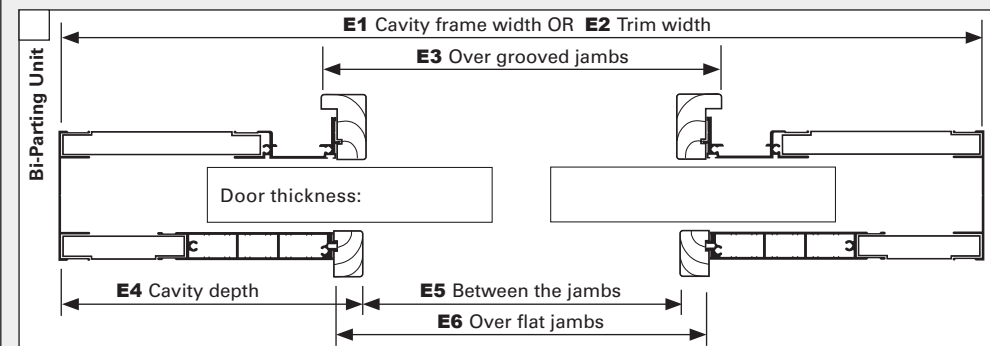 E1 Cavity frame width OR E2 Trim width
E3 Over grooved jambs
Bi-Parting Unit
Door thickness:
E4 Cavity depth
E5 Between the jambs
E6 Over flat jambs